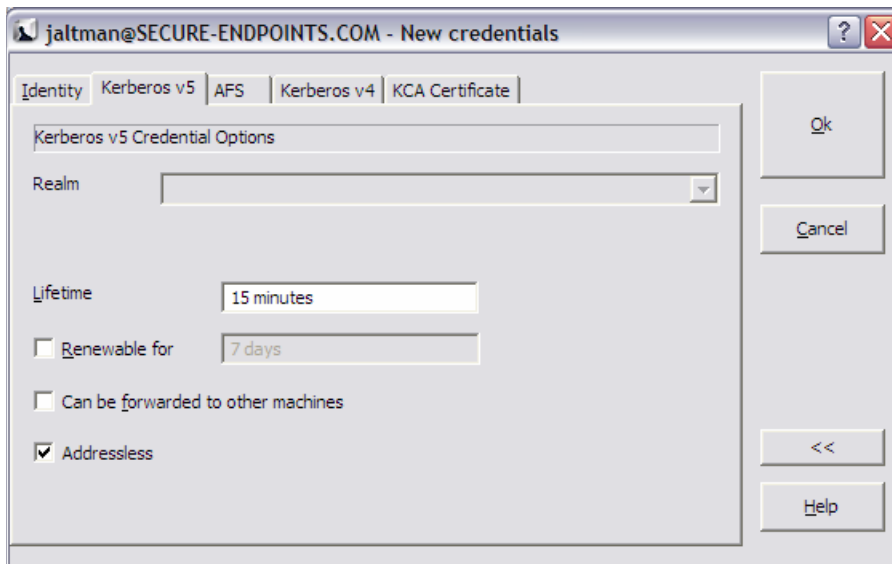 jaltman@SECURE-ENDPOINTS.COM - New credentials
Identity Kerberos v5 AFS Kerberos v4 KCA Certificate
Kerberos v5 Credential Options
Ok
Realm
Cancel
Lifetime 15 minutes
Renewable for 7 days
Can be forwarded to other machines
Addressless
<<
Help